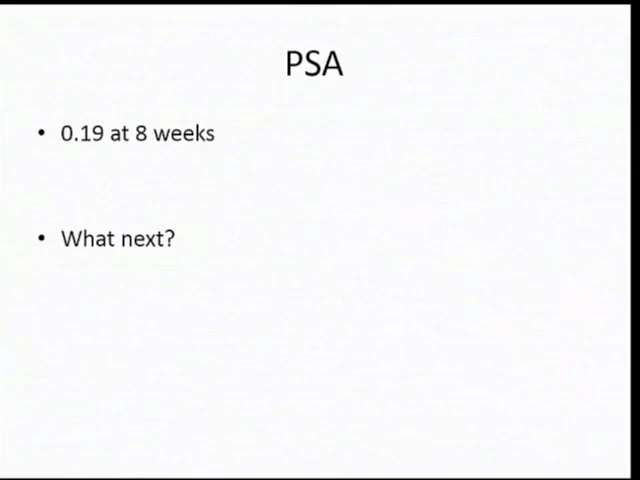 PSA
• 0.19 at 8 weeks
• What next?